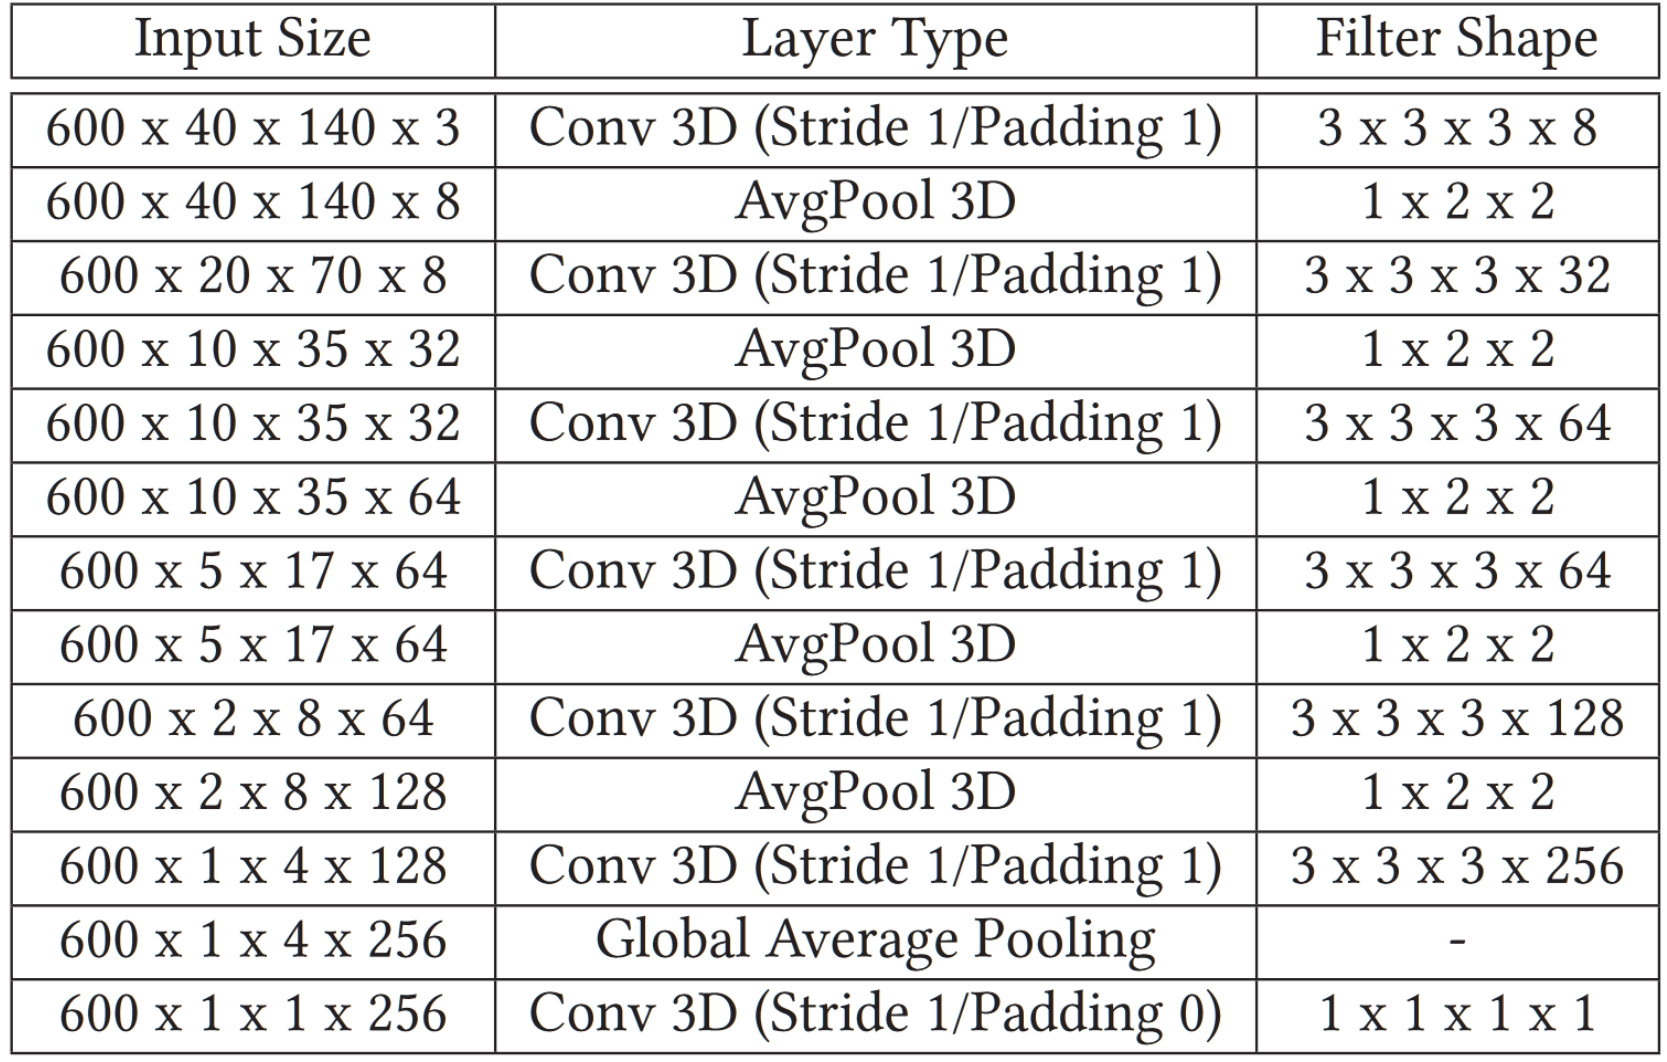 Input Size Layer Type Filter Shape
600 x 40 x 140 x 3 Conv 3D (Stride 1/Padding 1) 3 x 3 x 3 x 8
600 x 40 x 140 x 8 AvgPool 3D 1 x 2 x 2
600 x 20 x 70 x 8 Conv 3D (Stride 1/Padding 1) 3 x 3 x 3 x 32
600 x 10 x 35 x 32 AvgPool 3D 1 x 2 x 2
600 x 10 x 35 x 32 Conv 3D (Stride 1/Padding 1) 3 x 3 x 3 x 64
600 x 10 x 35 x 64 AvgPool 3D 1 x 2 x 2
600 x 5 x 17 x 64 Conv 3D (Stride 1/Padding 1) 3 x 3 x 3 x 64
600 x 5 x 17 x 64 AvgPool 3D 1 x 2 x 2
600 x 2 x 8 x 64 Conv 3D (Stride 1/Padding 1) 3 x 3 x 3 x 128
600 x 2 x 8 x 128 AvgPool 3D 1 x 2 x 2
600 x 1 x 4 x 128 Conv 3D (Stride 1/Padding 1) 3 x 3 x 3 x 256
600 x 1 x 4 x 256 Global Average Pooling -
600 x 1 x 1 x 256 Conv 3D (Stride 1/Padding 0) 1 x 1 x 1 x 1